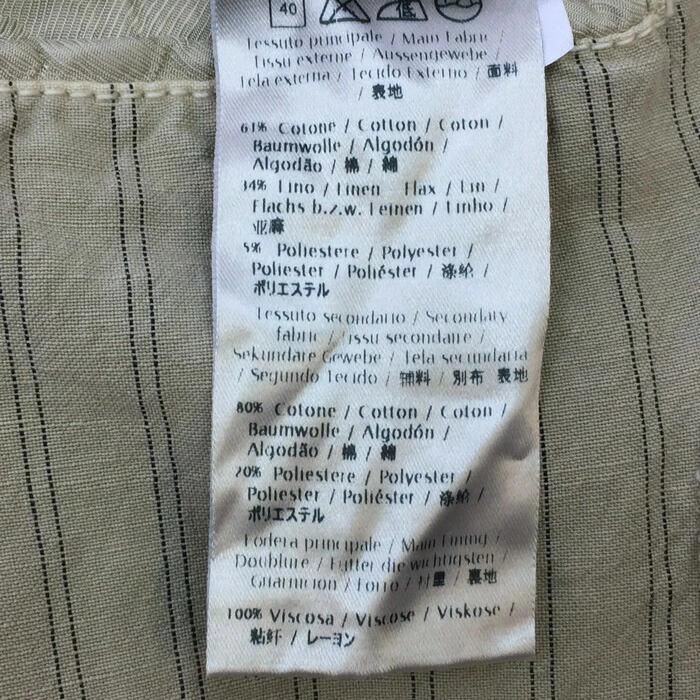 40
Tessuto principale / Main Fabric /
Tissu externe / Aussengewebe /
Tela externa / Tecido Externo / 面料
/ 表地
61% Cotone / Cotton / Coton /
Baumwolle / Algodón /
Algodão / 棉 / 綿
34% Lino / Linen Flax / Lin /
Flachs b.z.w. Leinen / Linho /
亚麻
5% Poliestere / Polyester /
Poliester / Poliéster / 涤纶 /
ポリエステル
Tessuto secondario / Secondary
fabric / Tissu secondaire /
Sekundare Gewebe / Tela secundaria
/ Segundo Tecido / 辅料 / 別布 表地
80% Cotone / Cotton / Coton /
Baumwolle / Algodón /
Algodão / 棉 / 綿
20% Poliestere / Polyester /
Poliester / Poliéster / 涤纶 /
ポリエステル
Fodera principale / Main Lining /
Doublure / Futter die wichtigsten /
Guarnicion / Forro / 衬里 / 裏地
100% Viscosa / Viscose / Viskose /
粘纤 / レーヨン